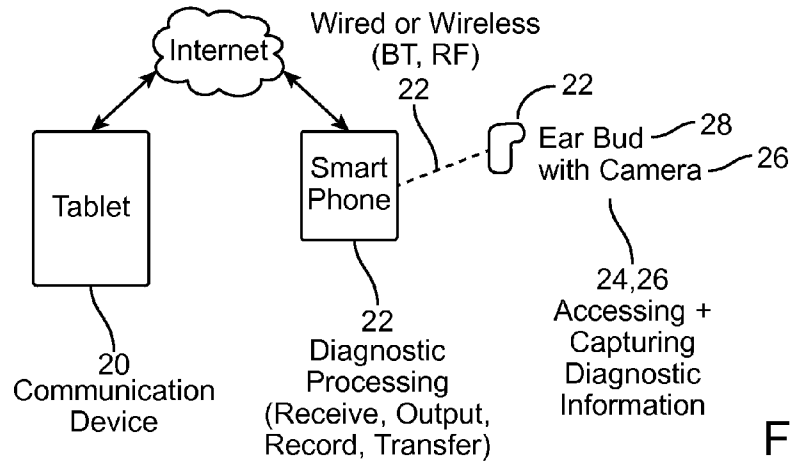 Internet
Wired or Wireless
(BT, RF)
22
22
Ear Bud 28
with Camera 26
Tablet
Smart
Phone
20
Communication
Device
22
Diagnostic
Processing
(Receive, Output,
Record, Transfer)
24,26
Accessing +
Capturing
Diagnostic
Information
F